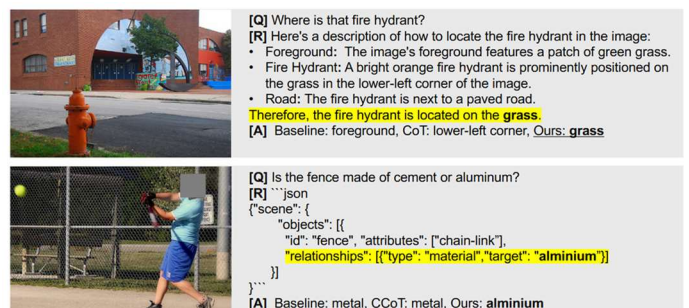 [Q] Where is that fire hydrant?
[R] Here's a description of how to locate the fire hydrant in the image:
• Foreground: The image's foreground features a patch of green grass.
• Fire Hydrant: A bright orange fire hydrant is prominently positioned on
the grass in the lower-left corner of the image.
• Road: The fire hydrant is next to a paved road.
Therefore, the fire hydrant is located on the grass.
[A] Baseline: foreground, CoT: lower-left corner, Ours: grass
[Q] Is the fence made of cement or aluminum?
[R] ```json
{"scene": {
"objects": [{
"id": "fence", "attributes": ["chain-link"],
"relationships": [{"type": "material","target": "alminium"}]
}]
}```
[A] Baseline: metal, CCoT: metal, Ours: alminium